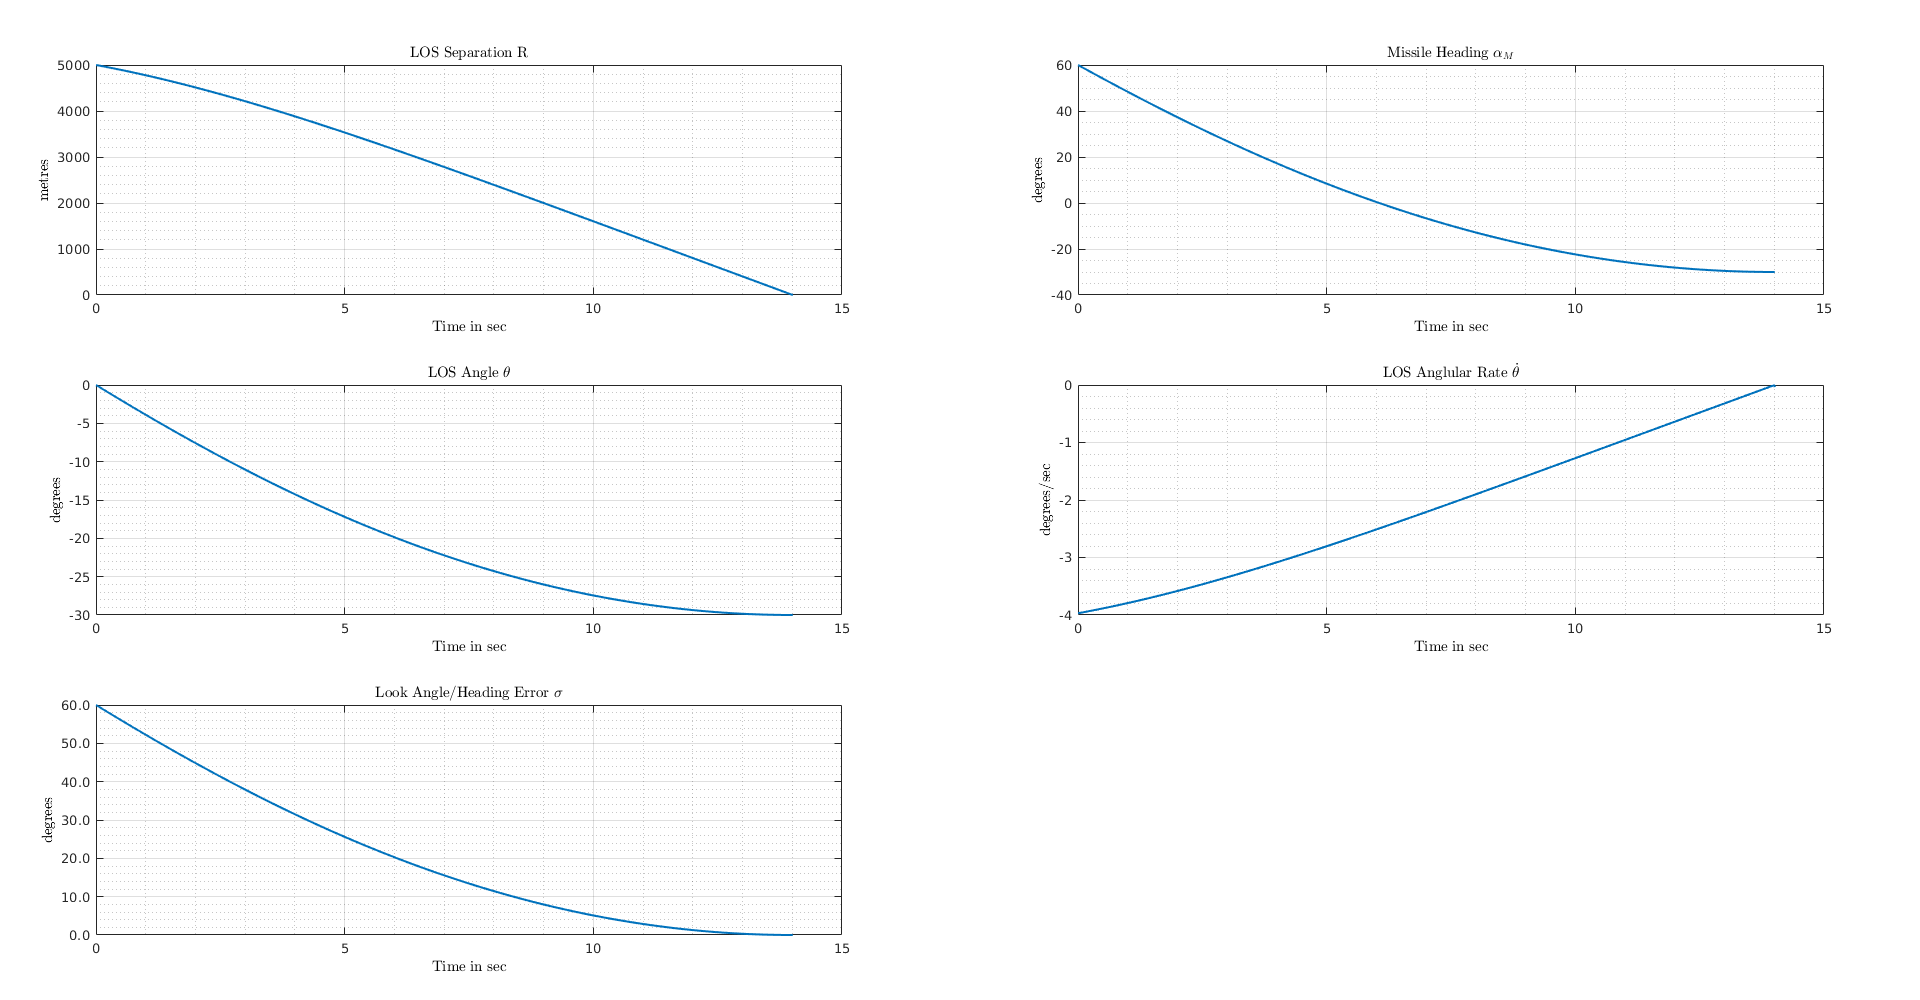 LOS Separation R
5000
4000
3000
2000
1000
0
metres
0 5 10 15
Time in sec
Missile Heading α_M
60
40
20
0
-20
-40
degrees
0 5 10 15
Time in sec
LOS Angle θ
0
-5
-10
-15
-20
-25
-30
degrees
0 5 10 15
Time in sec
LOS Anglular Rate θ̇
0
-1
-2
-3
-4
degrees/sec
0 5 10 15
Time in sec
Look Angle/Heading Error σ
60.0
50.0
40.0
30.0
20.0
10.0
0.0
degrees
0 5 10 15
Time in sec